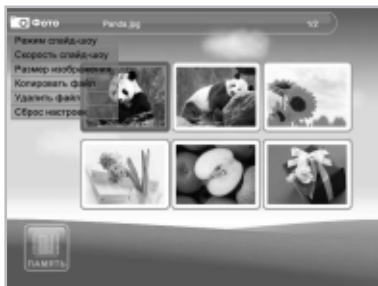 Фото Panda.jpg 1/2
Режим слайд-шоу
Скорость слайд-шоу
Размер изображения
Копировать файл
Удалить файл
Сброс настроек
ПАМЯТЬ